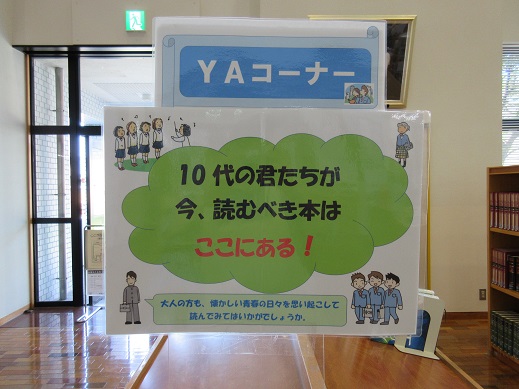 YAコーナー
10代の君たちが
今、読むべき本は
ここにある！
大人の方も、懐かしい青春の日々を思い起こして
読んでみてはいかがでしょうか。